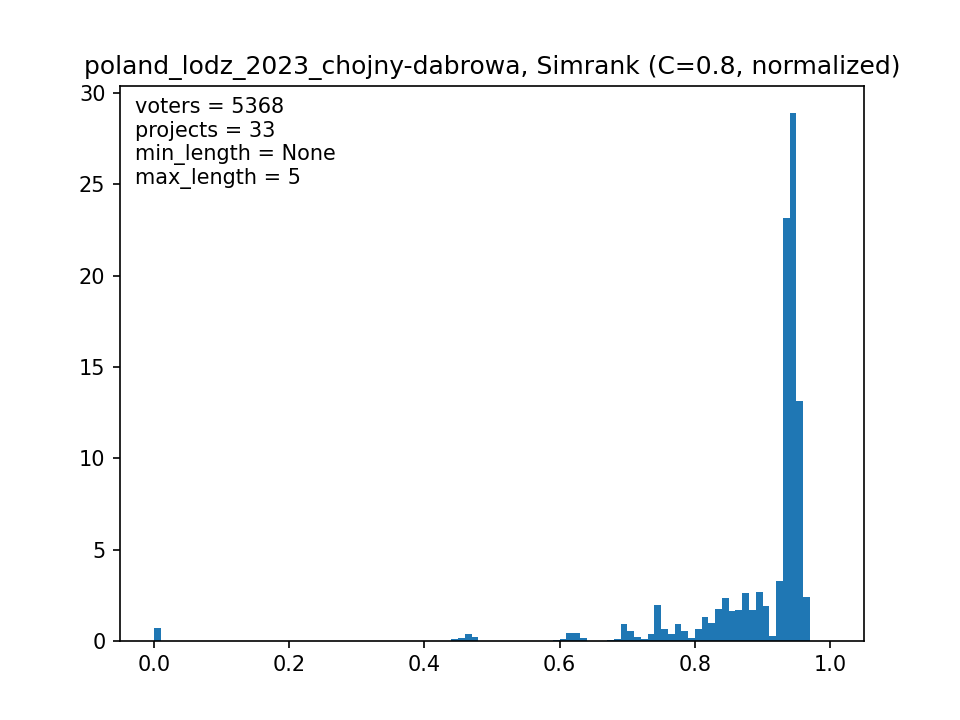 poland_lodz_2023_chojny-dabrowa, Simrank (C=0.8, normalized)
voters = 5368
projects = 33
min_length = None
max_length = 5
30
25
20
15
10
5
0
0.0 0.2 0.4 0.6 0.8 1.0